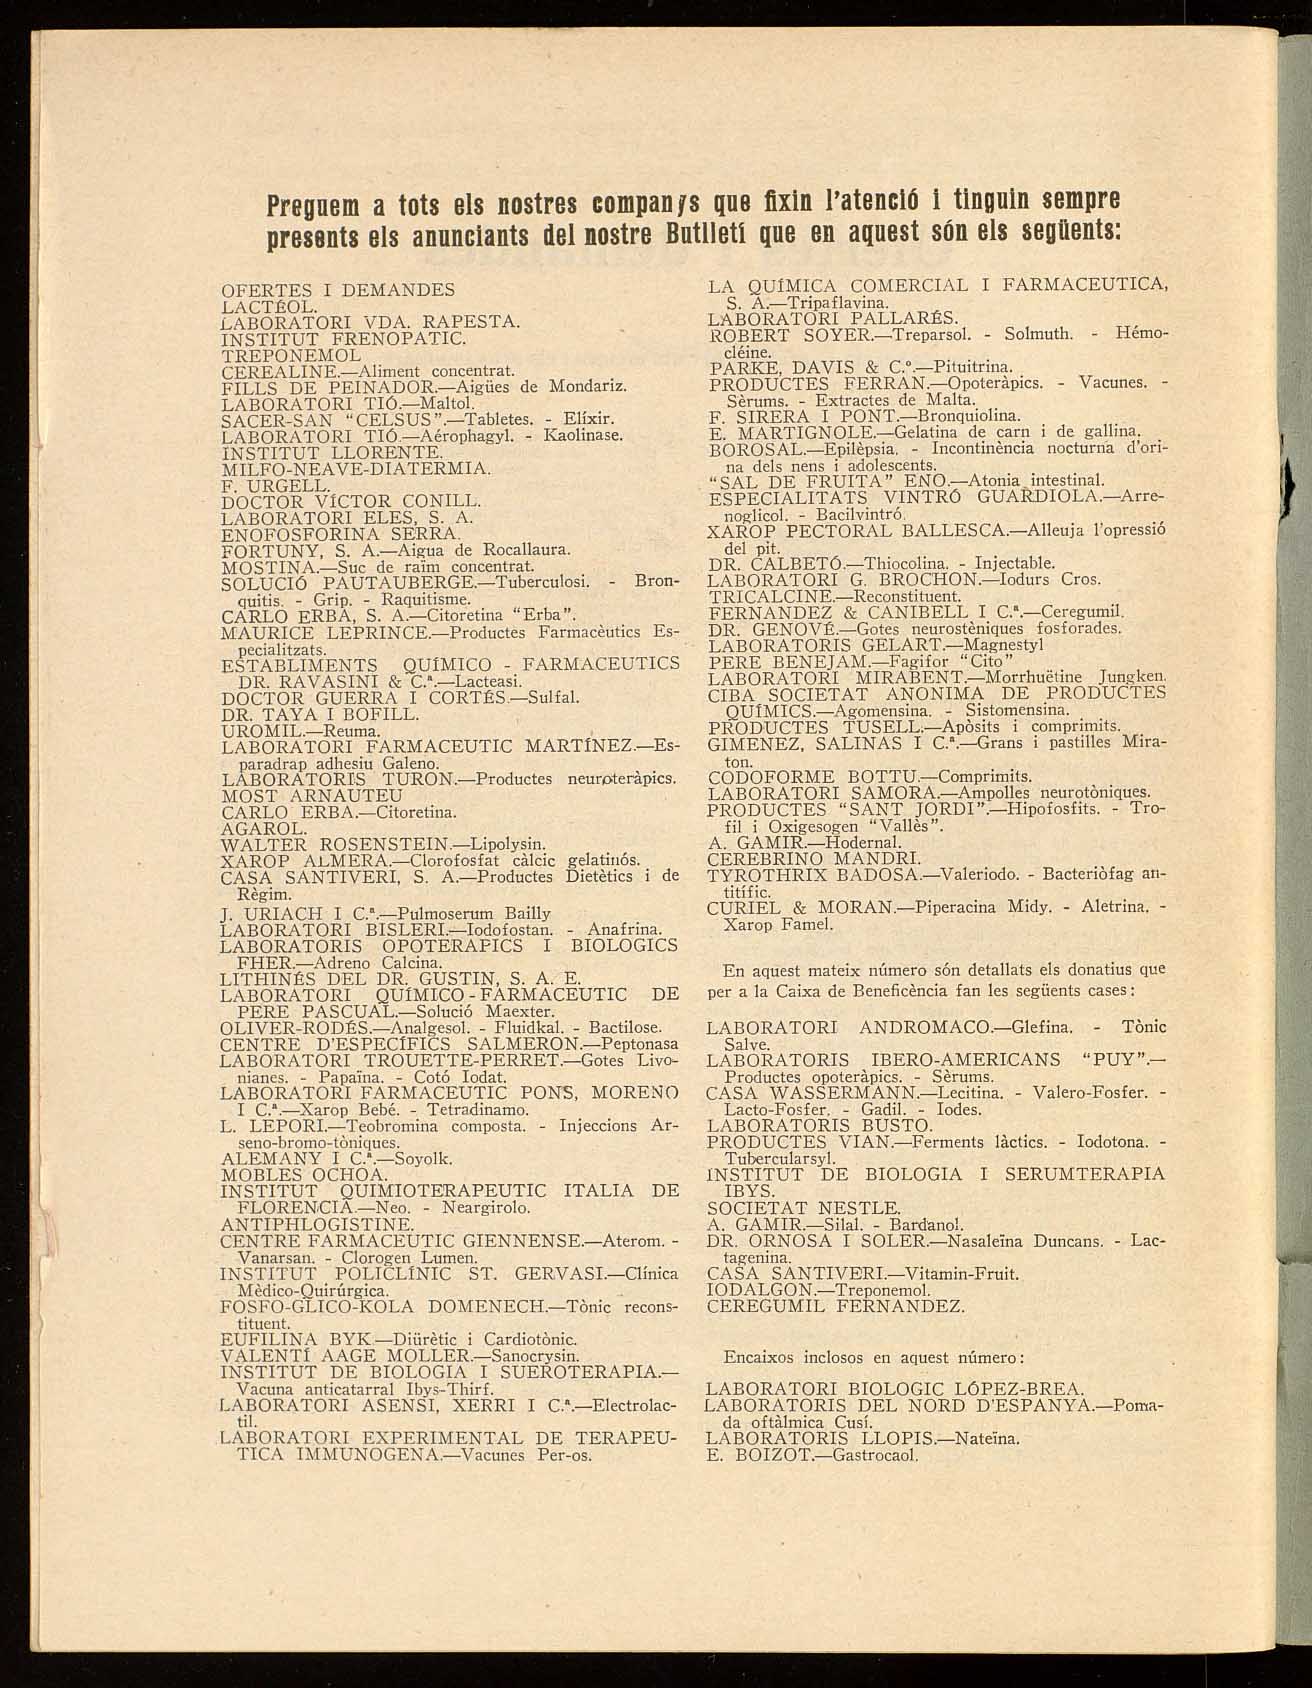 Preguem a tots els nostres companys que fixin l'atenció i tinguin sempre
presents els anunciants del nostre Butlletí que en aquest són els següents:
OFERTES I DEMANDES
LACTÉOL.
LABORATORI VDA. RAPESTA.
INSTITUT FRENOPATIC.
TREPONEMOL
CEREALINE.—Aliment concentrat.
FILLS DE PEINADOR.—Aigües de Mondariz.
LABORATORI TIÓ.—Maltol.
SACER-SAN "CELSUS".—Tabletes. - Elíxir.
LABORATORI TIÓ.—Aérophagyl. - Kaolinase.
INSTITUT LLORENTE.
MILFO-NEAVE-DIATERMIA.
F. URGELL.
DOCTOR VÍCTOR CONILL.
LABORATORI ELES, S. A.
ENOFOSFORINA SERRA.
FORTUNY, S. A.—Aigua de Rocallaura.
MOSTINA.—Suc de raïm concentrat.
SOLUCIÓ PAUTAUBERGE.—Tuberculosi. - Bron-
quitis. - Grip. - Raquitisme.
CARLO ERBA, S. A.—Citoretina "Erba".
MAURICE LEPRINCE.—Productes Farmacèutics Es-
pecialitzats.
ESTABLIMENTS QUÍMICO - FARMACEUTICS
DR. RAVASINI & C.ª.—Lacteasi.
DOCTOR GUERRA I CORTÉS.—Sulfal.
DR. TAYA I BOFILL.
UROMIL.—Reuma.
LABORATORI FARMACEUTIC MARTÍNEZ.—Es-
paradrap adhesiu Galeno.
LABORATORIS TURON.—Productes neuroteràpics.
MOST ARNAUTEU
CARLO ERBA.—Citoretina.
AGAROL.
WALTER ROSENSTEIN.—Lipolysin.
XAROP ALMERA.—Clorofosfat càlcic gelatinós.
CASA SANTIVERI, S. A.—Productes Dietètics i de
Règim.
J. URIACH I C.ª.—Pulmoserum Bailly
LABORATORI BISLERI.—Iodofostan. - Anafrina.
LABORATORIS OPOTERAPICS I BIOLOGICS
FHER.—Adreno Calcina.
LITHINÉS DEL DR. GUSTIN, S. A. E.
LABORATORI QUÍMICO-FARMACEUTIC DE
PERE PASCUAL.—Solució Maexter.
OLIVER-RODÉS.—Analgesol. - Fluidkal. - Bactilose.
CENTRE D'ESPECÍFICS SALMERON.—Peptonasa
LABORATORI TROUETTE-PERRET.—Gotes Livo-
nianes. - Papaïna. - Cotó Iodat.
LABORATORI FARMACEUTIC PONS, MORENO
I C.ª.—Xarop Bebé. - Tetradinamo.
L. LEPORI.—Teobromina composta. - Injeccions Ar-
seno-bromo-tòniques.
ALEMANY I C.ª.—Soyolk.
MOBLES OCHOA.
INSTITUT QUIMIOTERAPEUTIC ITALIA DE
FLORENCIA.—Neo. - Neargirolo.
ANTIPHLOGISTINE.
CENTRE FARMACEUTIC GIENNENSE.—Aterom. -
Vanarsan. - Clorogen Lumen.
INSTITUT POLICLÍNIC ST. GERVASI.—Clínica
Mèdico-Quirúrgica.
FOSFO-GLICO-KOLA DOMENECH.—Tònic recons-
tituent.
EUFILINA BYK—Diürètic i Cardiotònic.
VALENTÍ AAGE MOLLER.—Sanocrysin.
INSTITUT DE BIOLOGIA I SUEROTERAPIA.—
Vacuna anticatarral Ibys-Thirf.
LABORATORI ASENSI, XERRI I C.ª.—Electrolac-
til.
LABORATORI EXPERIMENTAL DE TERAPEU-
TICA IMMUNOGENA.—Vacunes Per-os.
LA QUÍMICA COMERCIAL I FARMACEUTICA,
S. A.—Tripaflavina.
LABORATORI PALLARÉS.
ROBERT SOYER.—Treparsol. - Solmuth. - Hémo-
cléine.
PARKE, DAVIS & C.º.—Pituitrina.
PRODUCTES FERRAN.—Opoteràpics. - Vacunes. -
Sèrums. - Extractes de Malta.
F. SIRERA I PONT.—Bronquiolina.
E. MARTIGNOLE.—Gelatina de carn i de gallina.
BOROSAL.—Epilèpsia. - Incontinència nocturna d'ori-
na dels nens i adolescents.
"SAL DE FRUITA" ENO.—Atonia intestinal.
ESPECIALITATS VINTRÓ GUARDIOLA.—Arre-
noglicol. - Bacilvintró.
XAROP PECTORAL BALLESCA.—Alleuja l'opressió
del pit.
DR. CALBETÓ.—Thiocolina. - Injectable.
LABORATORI G. BROCHON.—Iodurs Cros.
TRICALCINE.—Reconstituent.
FERNANDEZ & CANIBELL I C.ª.—Ceregumil.
DR. GENOVÉ.—Gotes neurostèniques fosforades.
LABORATORIS GELART.—Magnestyl
PERE BENEJAM.—Fagifor "Cito"
LABORATORI MIRABENT.—Morrhuëtine Jungken.
CIBA SOCIETAT ANONIMA DE PRODUCTES
QUÍMICS.—Agomensina. - Sistomensina.
PRODUCTES TUSELL.—Apòsits i comprimits.
GIMENEZ, SALINAS I C.ª.—Grans i pastilles Mira-
ton.
CODOFORME BOTTU.—Comprimits.
LABORATORI SAMORA.—Ampolles neurotòniques.
PRODUCTES "SANT JORDI".—Hipofosfits. - Tro-
fil i Oxigesogen "Vallès".
A. GAMIR.—Hodernal.
CEREBRINO MANDRI.
TYROTHRIX BADOSA.—Valeriodo. - Bacteriòfag an-
titífic.
CURIEL & MORAN.—Piperacina Midy. - Aletrina. -
Xarop Famel.
En aquest mateix número són detallats els donatius que
per a la Caixa de Beneficència fan les següents cases:
LABORATORI ANDROMACO.—Glefina. - Tònic
Salve.
LABORATORIS IBERO-AMERICANS "PUY".—
Productes opoteràpics. - Sèrums.
CASA WASSERMANN.—Lecitina. - Valero-Fosfer. -
Lacto-Fosfer. - Gadil. - Iodes.
LABORATORIS BUSTO.
PRODUCTES VIAN.—Ferments làctics. - Iodotona. -
Tubercularsyl.
INSTITUT DE BIOLOGIA I SERUMTERAPIA
IBYS.
SOCIETAT NESTLE.
A. GAMIR.—Silal. - Bardanol.
DR. ORNOSA I SOLER.—Nasaleïna Duncans. - Lac-
tagenina.
CASA SANTIVERI.—Vitamin-Fruit.
IODALGON.—Treponemol.
CEREGUMIL FERNANDEZ.
Encaixos inclosos en aquest número:
LABORATORI BIOLOGIC LÓPEZ-BREA.
LABORATORIS DEL NORD D'ESPANYA.—Poma-
da oftàlmica Cusí.
LABORATORIS LLOPIS.—Nateïna.
E. BOIZOT.—Gastrocaol.